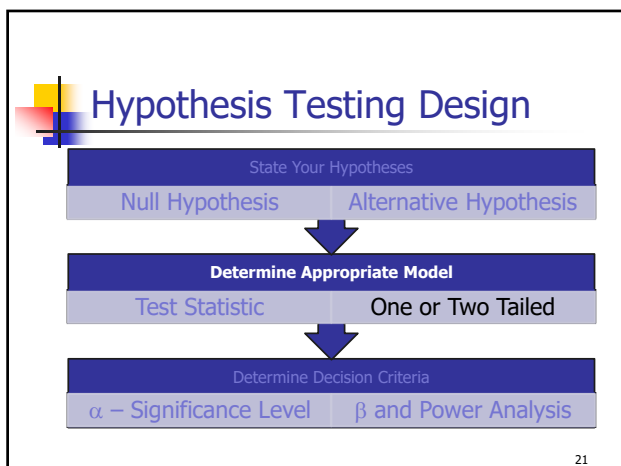 Hypothesis Testing Design
State Your Hypotheses
Null Hypothesis Alternative Hypothesis
Determine Appropriate Model
Test Statistic One or Two Tailed
Determine Decision Criteria
α – Significance Level β and Power Analysis
21